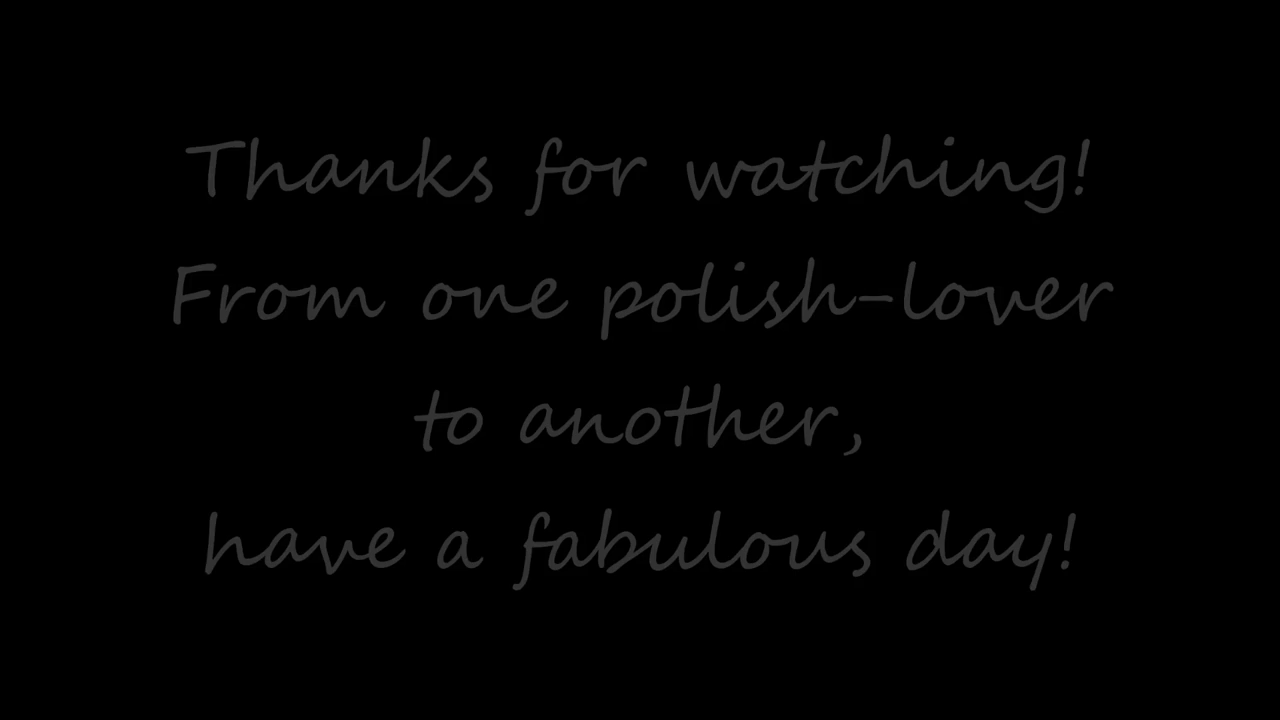 Thanks for watching!
From one polish-lover
to another,
have a fabulous day!